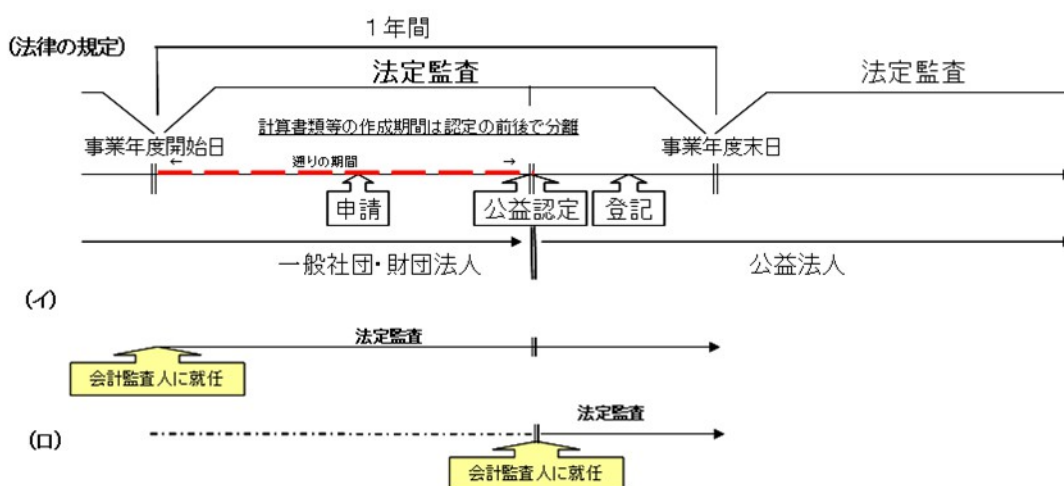 １年間
(法律の規定)
法定監査
法定監査
計算書類等の作成期間は認定の前後で分離
事業年度開始日
事業年度末日
← 遡りの期間 →
申請
公益認定
登記
一般社団・財団法人
公益法人
(イ)
法定監査
会計監査人に就任
法定監査
(ロ)
会計監査人に就任